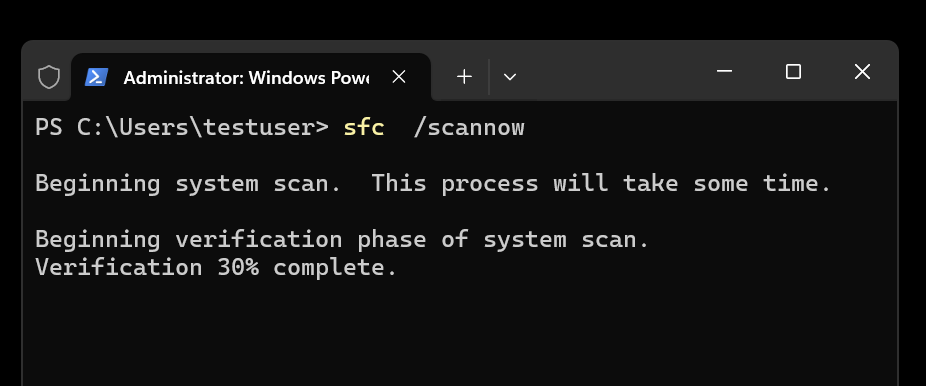 Administrator: Windows Powe
PS C:\Users\testuser> sfc  /scannow
Beginning system scan.  This process will take some time.
Beginning verification phase of system scan.
Verification 30% complete.